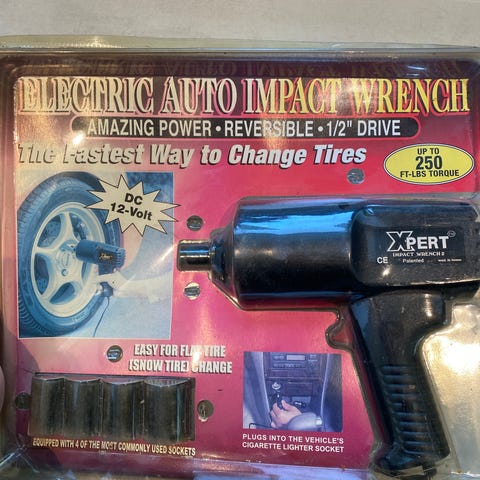 ELECTRIC AUTO IMPACT WRENCH
AMAZING POWER • REVERSIBLE • 1/2" DRIVE
The Fastest Way to Change Tires
UP TO
250
FT-LBS TORQUE
DC
12-Volt
XPERT
IMPACT WRENCH 2
CE Patented
EASY FOR FLAT TIRE
(SNOW TIRE) CHANGE
EQUIPPED WITH 4 OF THE MOST COMMONLY USED SOCKETS
PLUGS INTO THE VEHICLE'S
CIGARETTE LIGHTER SOCKET